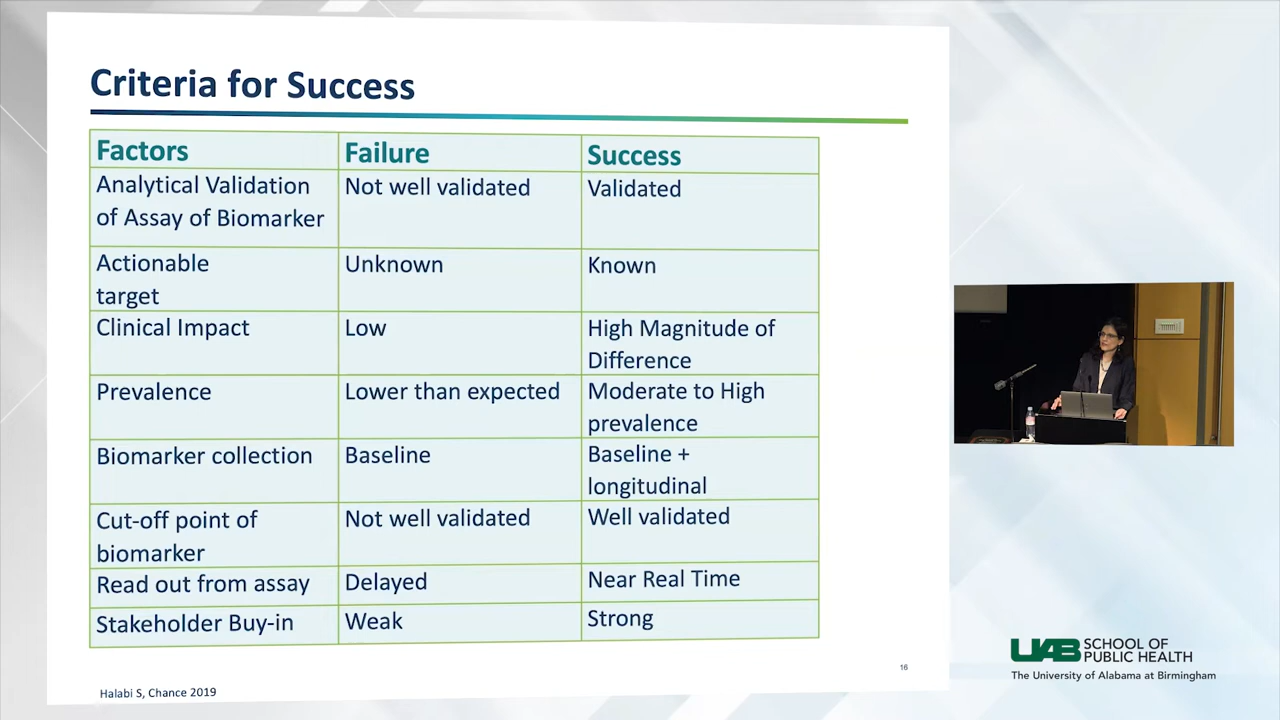 Criteria for Success
Factors Failure Success
Analytical Validation Not well validated Validated
of Assay of Biomarker
Actionable Unknown Known
target
Clinical Impact Low High Magnitude of
Difference
Prevalence Lower than expected Moderate to High
prevalence
Biomarker collection Baseline Baseline +
longitudinal
Cut-off point of Not well validated Well validated
biomarker
Read out from assay Delayed Near Real Time
Stakeholder Buy-in Weak Strong
16
Halabi S, Chance 2019
UAB SCHOOL OF
PUBLIC HEALTH
The University of Alabama at Birmingham